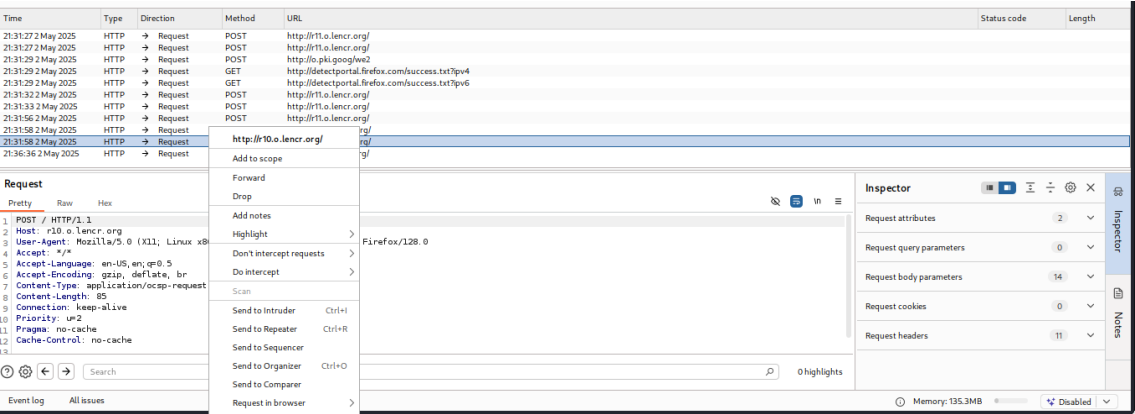 Time Type Direction Method URL Status code Length
21:31:27 2 May 2025 HTTP → Request POST http://r11.o.lencr.org/
21:31:27 2 May 2025 HTTP → Request POST http://r11.o.lencr.org/
21:31:29 2 May 2025 HTTP → Request POST http://o.pki.goog/we2
21:31:29 2 May 2025 HTTP → Request GET http://detectportal.firefox.com/success.txt?ipv4
21:31:29 2 May 2025 HTTP → Request GET http://detectportal.firefox.com/success.txt?ipv6
21:31:32 2 May 2025 HTTP → Request POST http://r11.o.lencr.org/
21:31:33 2 May 2025 HTTP → Request POST http://r11.o.lencr.org/
21:31:56 2 May 2025 HTTP → Request POST http://r11.o.lencr.org/
21:31:58 2 May 2025 HTTP → Request rg/
21:31:58 2 May 2025 HTTP → Request rg/
21:36:36 2 May 2025 HTTP → Request rg/
http://r10.o.lencr.org/
Add to scope
Forward
Drop
Add notes
Highlight
Don't intercept requests
Do intercept
Scan
Send to Intruder Ctrl+I
Send to Repeater Ctrl+R
Send to Sequencer
Send to Organizer Ctrl+O
Send to Comparer
Request in browser
Request
Pretty Raw Hex
\n
1 POST / HTTP/1.1
2 Host: r10.o.lencr.org
3 User-Agent: Mozilla/5.0 (X11; Linux x8 Firefox/128.0
4 Accept: */*
5 Accept-Language: en-US,en;q=0.5
6 Accept-Encoding: gzip, deflate, br
7 Content-Type: application/ocsp-request
8 Content-Length: 85
9 Connection: keep-alive
10 Priority: u=2
11 Pragma: no-cache
12 Cache-Control: no-cache
13
Search
0 highlights
Inspector
Request attributes 2
Request query parameters 0
Request body parameters 14
Request cookies 0
Request headers 11
Inspector
Notes
Event log All issues
Memory: 135.3MB
Disabled